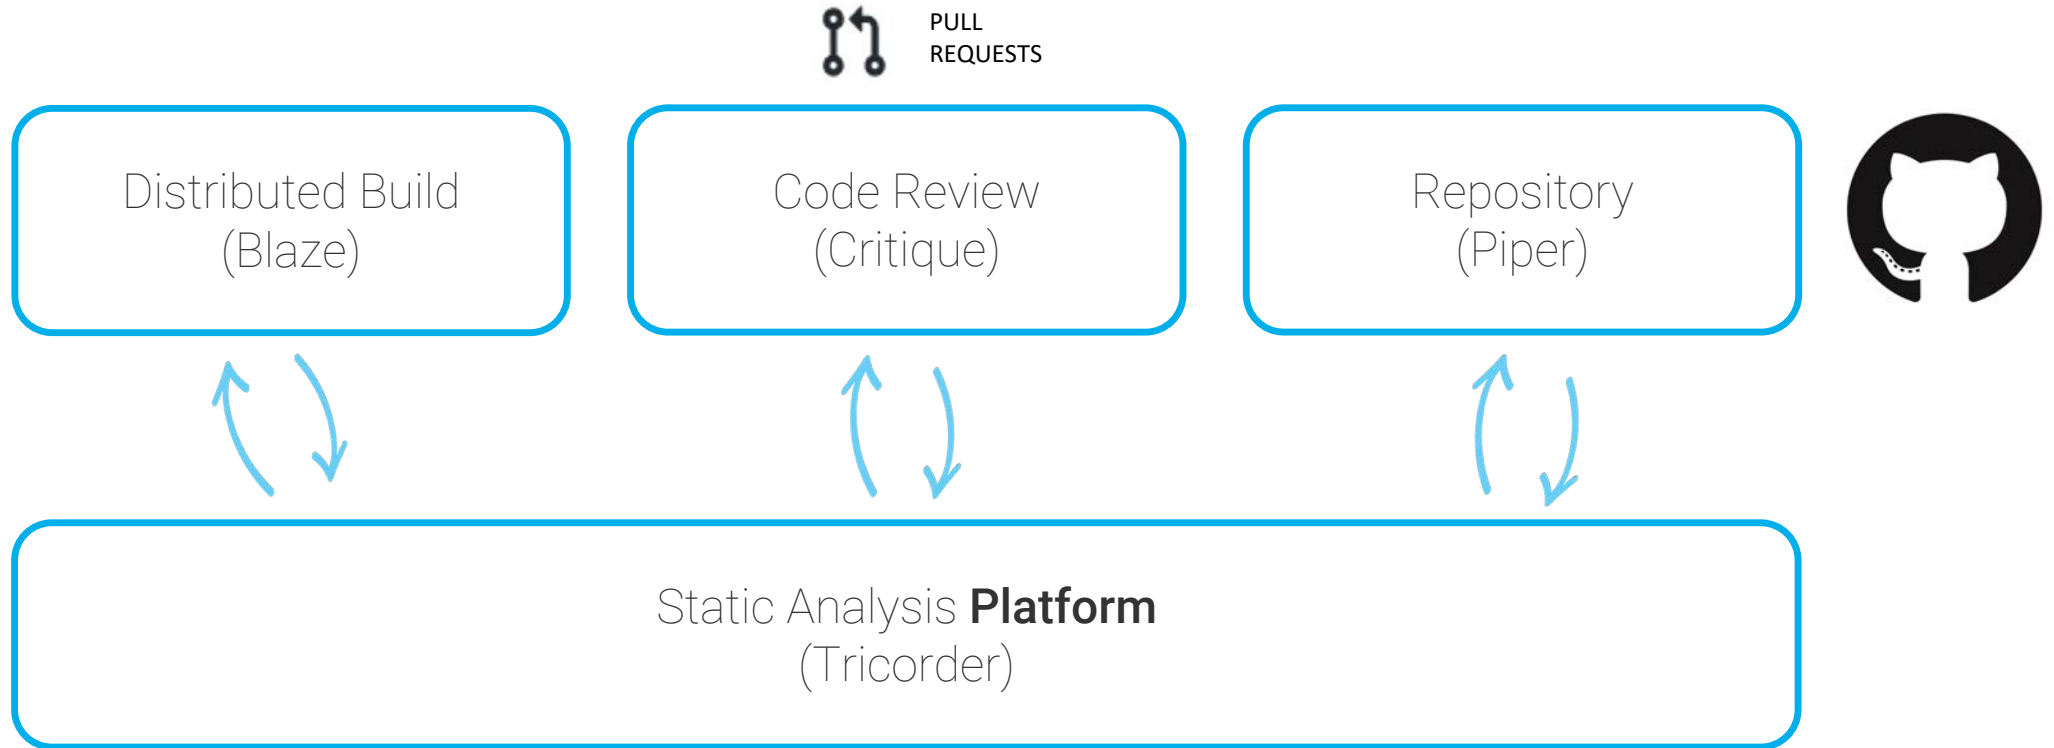 PULL
REQUESTS
Distributed Build
(Blaze)
Code Review
(Critique)
Repository
(Piper)
Static Analysis Platform
(Tricorder)